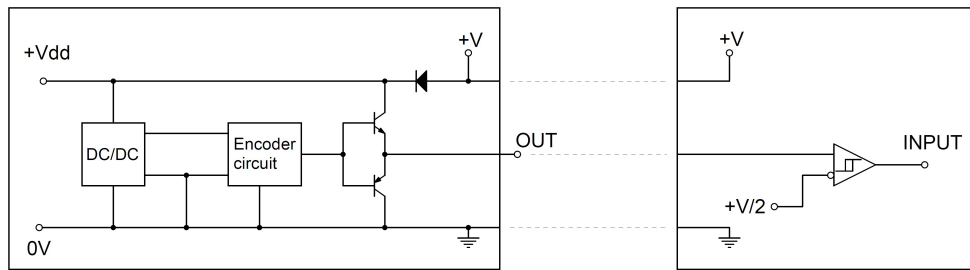 +V
+V
+Vdd
DC/DC
Encoder
circuit
OUT
INPUT
+V/2
0V